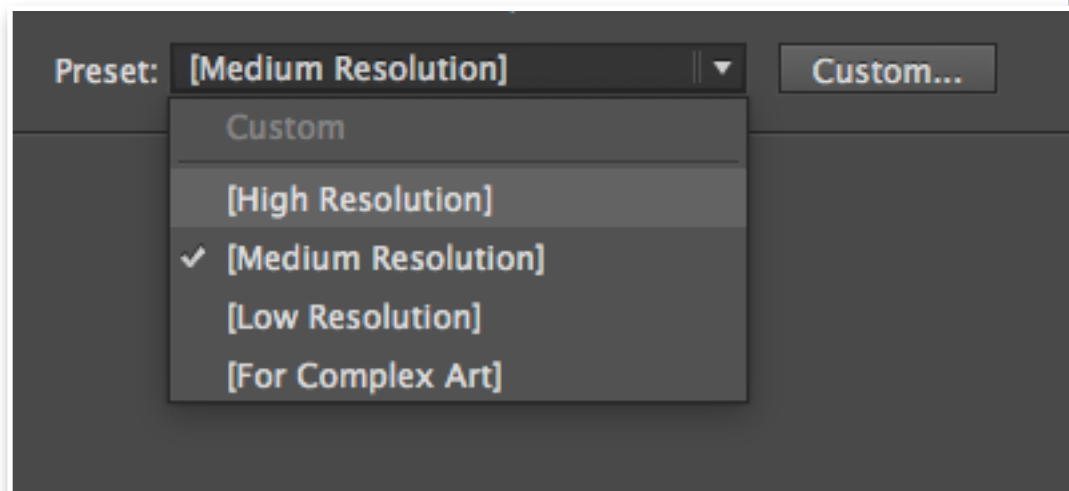 Preset: [Medium Resolution] Custom...
Custom
[High Resolution]
[Medium Resolution]
[Low Resolution]
[For Complex Art]